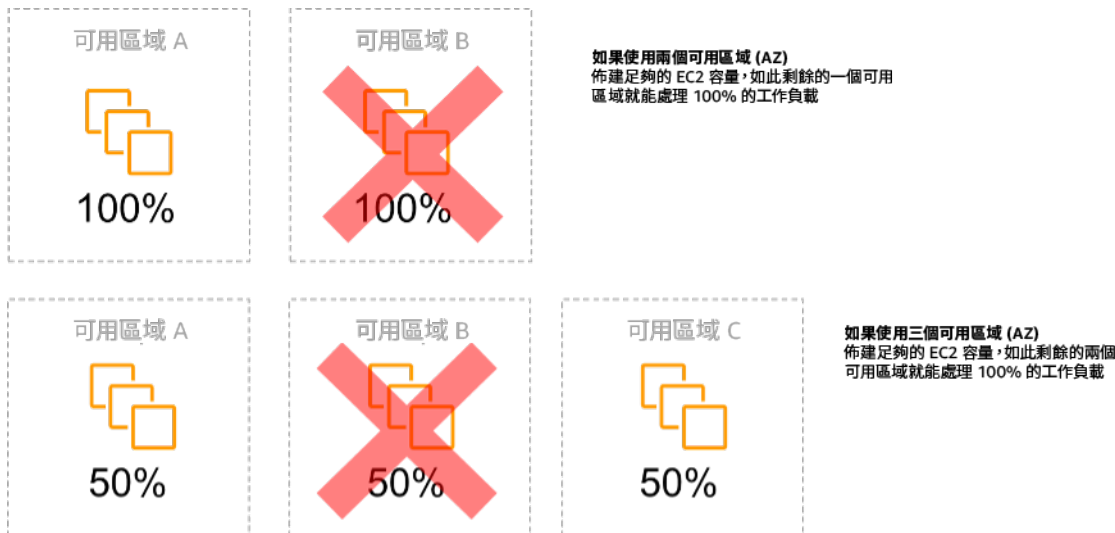 可用區域 A
可用區域 B
100%
100%
如果使用兩個可用區域 (AZ)
佈建足夠的 EC2 容量，如此剩餘的一個可用
區域就能處理 100% 的工作負載
可用區域 A
可用區域 B
可用區域 C
50%
50%
50%
如果使用三個可用區域 (AZ)
佈建足夠的 EC2 容量，如此剩餘的兩個
可用區域就能處理 100% 的工作負載